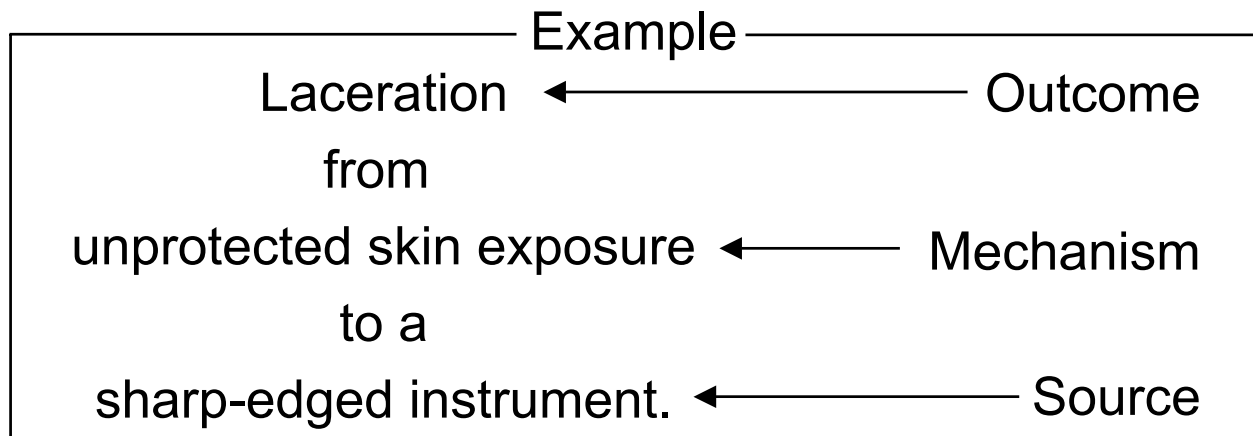 Example
Laceration Outcome
from
unprotected skin exposure Mechanism
to a
sharp-edged instrument. Source